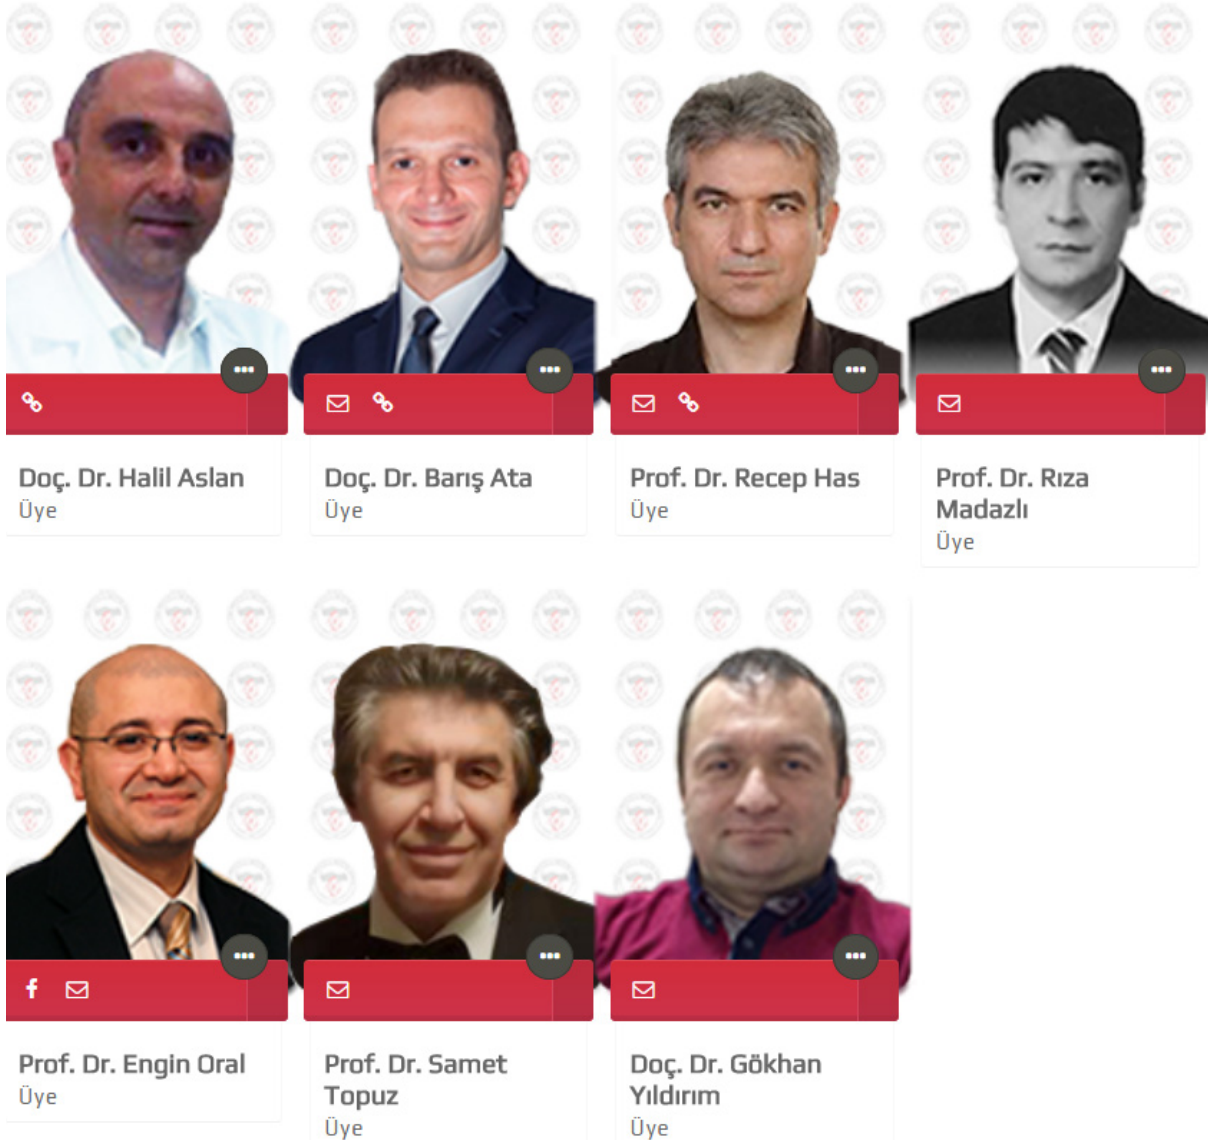 Doç. Dr. Halil Aslan
Üye
Doç. Dr. Barış Ata
Üye
Prof. Dr. Recep Has
Üye
Prof. Dr. Rıza
Madazlı
Üye
Prof. Dr. Engin Oral
Üye
Prof. Dr. Samet
Topuz
Üye
Doç. Dr. Gökhan
Yıldırım
Üye